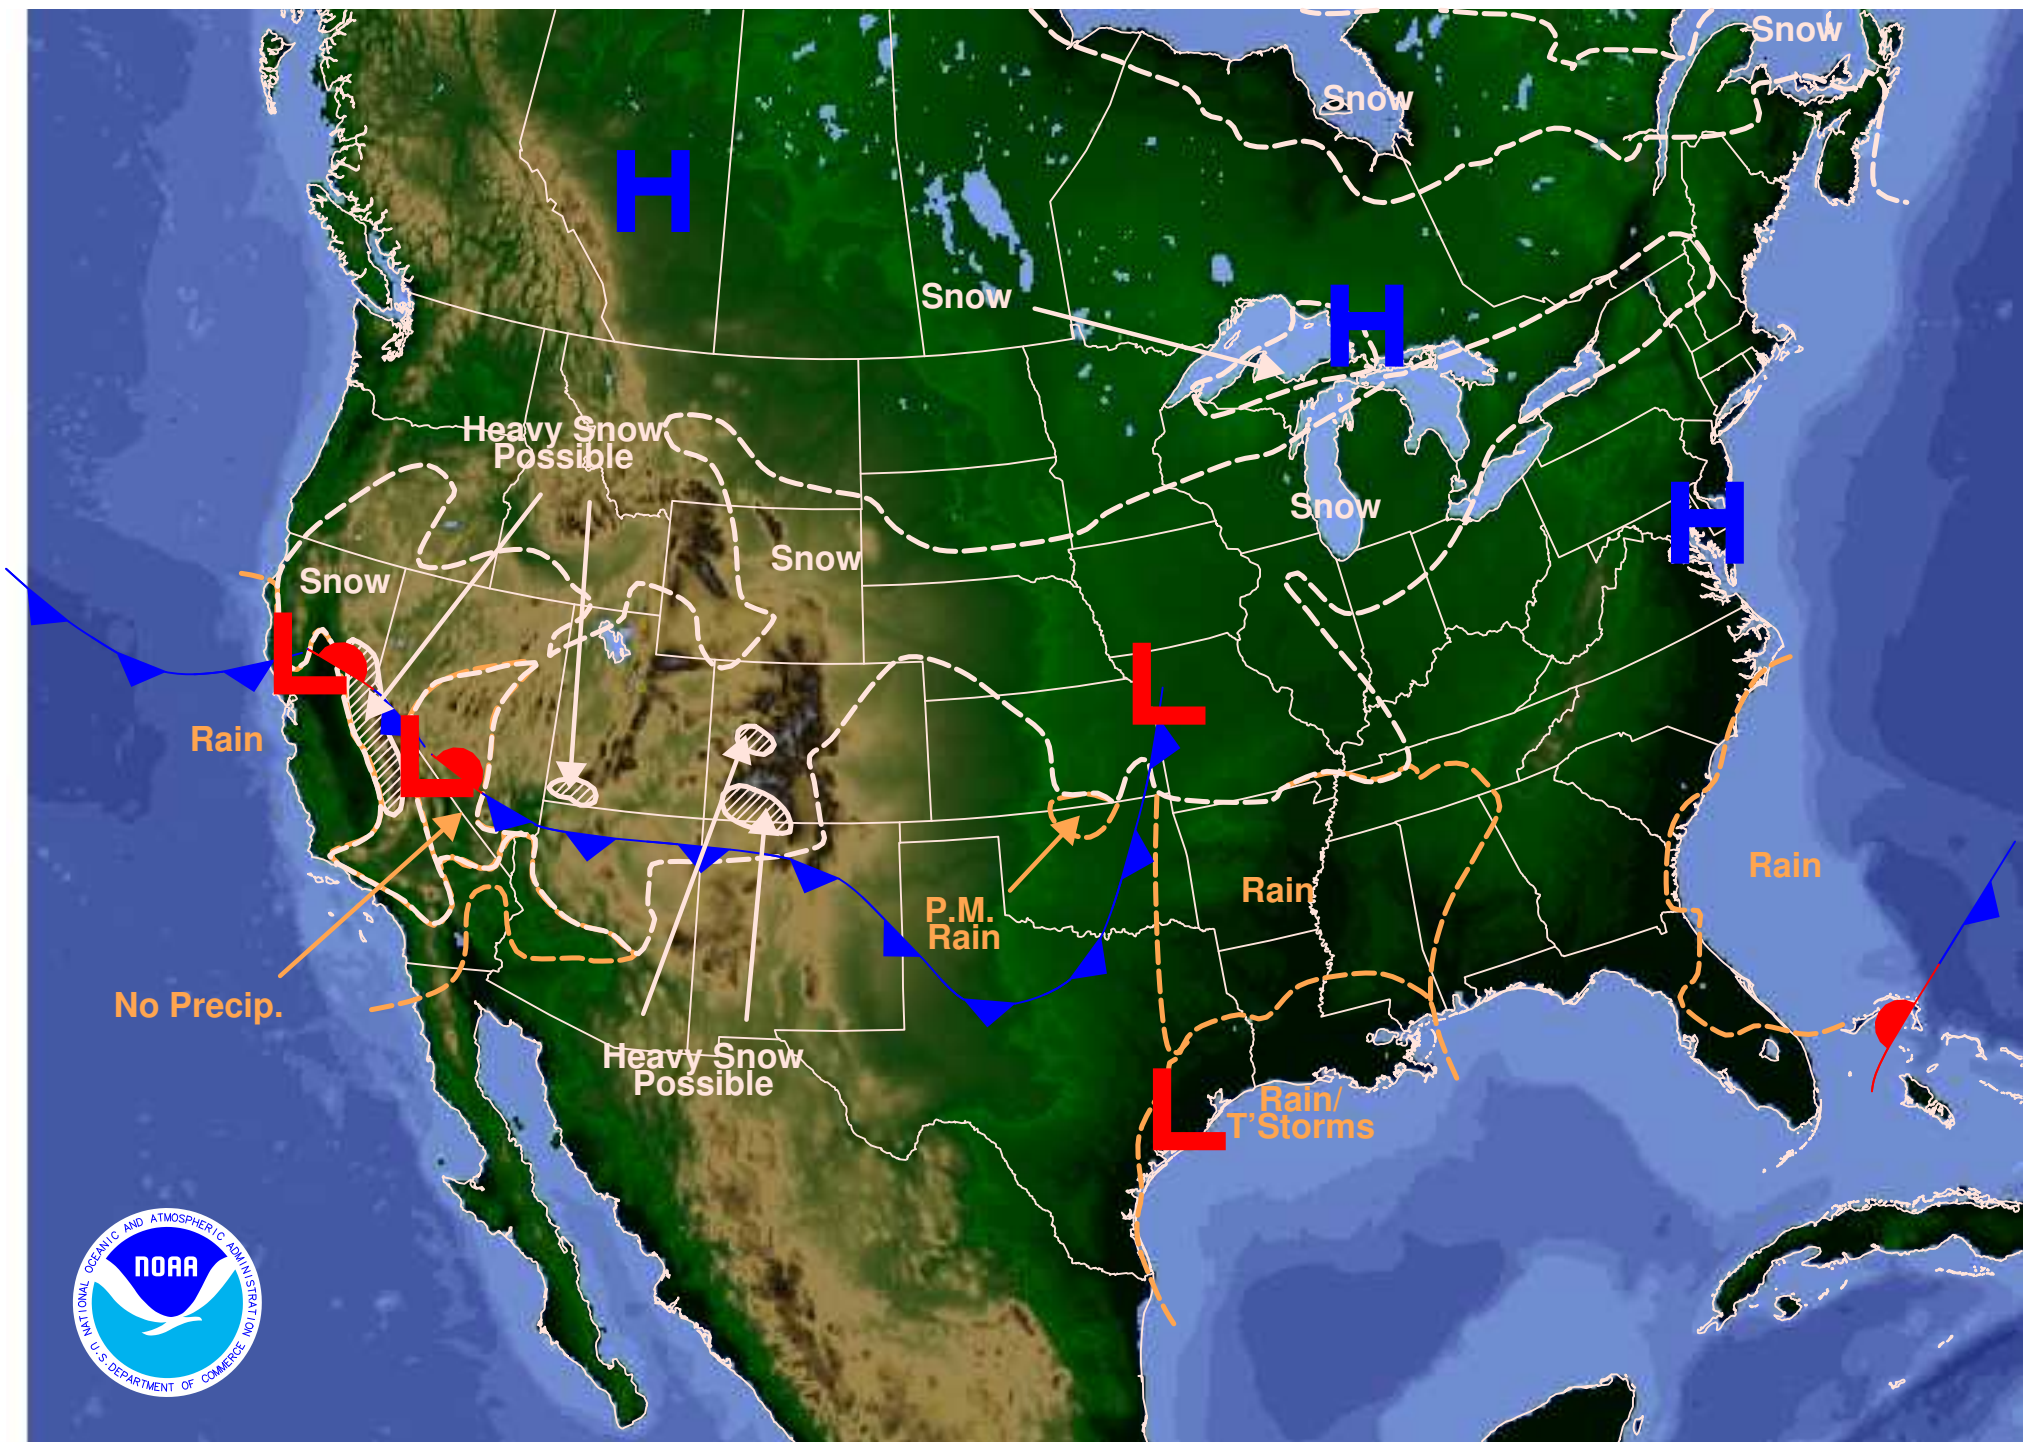 Snow
Snow
H
Snow
H
Heavy Snow
Possible
H
Snow
Snow
Snow
L
L
Rain
L
P.M.
Rain
Rain
Rain
No Precip.
Heavy Snow
Possible
L
Rain/
T'Storms
NATIONAL OCEANIC AND ATMOSPHERIC ADMINISTRATION
NOAA
U.S. DEPARTMENT OF COMMERCE